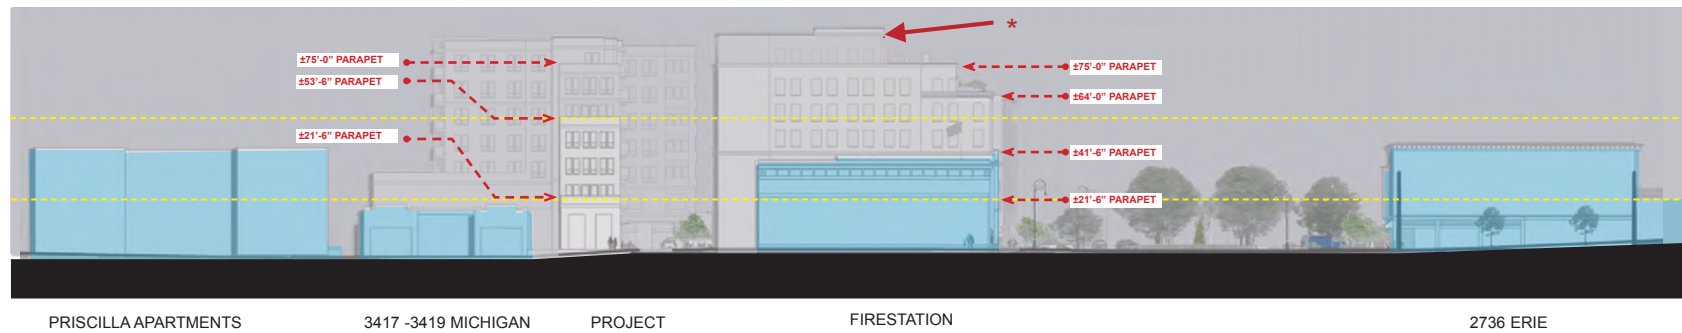 *
±75'-0” PARAPET
±53'-6” PARAPET
±21'-6” PARAPET
±75'-0” PARAPET
±64'-0” PARAPET
±41'-6” PARAPET
±21'-6” PARAPET
PRISCILLA APARTMENTS
3417 -3419 MICHIGAN
PROJECT
FIRESTATION
2736 ERIE